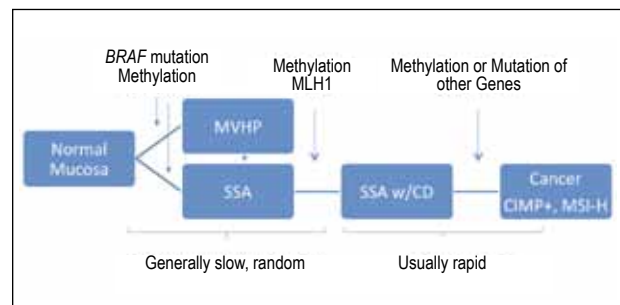 BRAF mutation
Methylation
Methylation
MLH1
Methylation or Mutation of
other Genes
MVHP
Normal
Mucosa
SSA
SSA w/CD
Cancer
CIMP+, MSI-H
Generally slow, random
Usually rapid